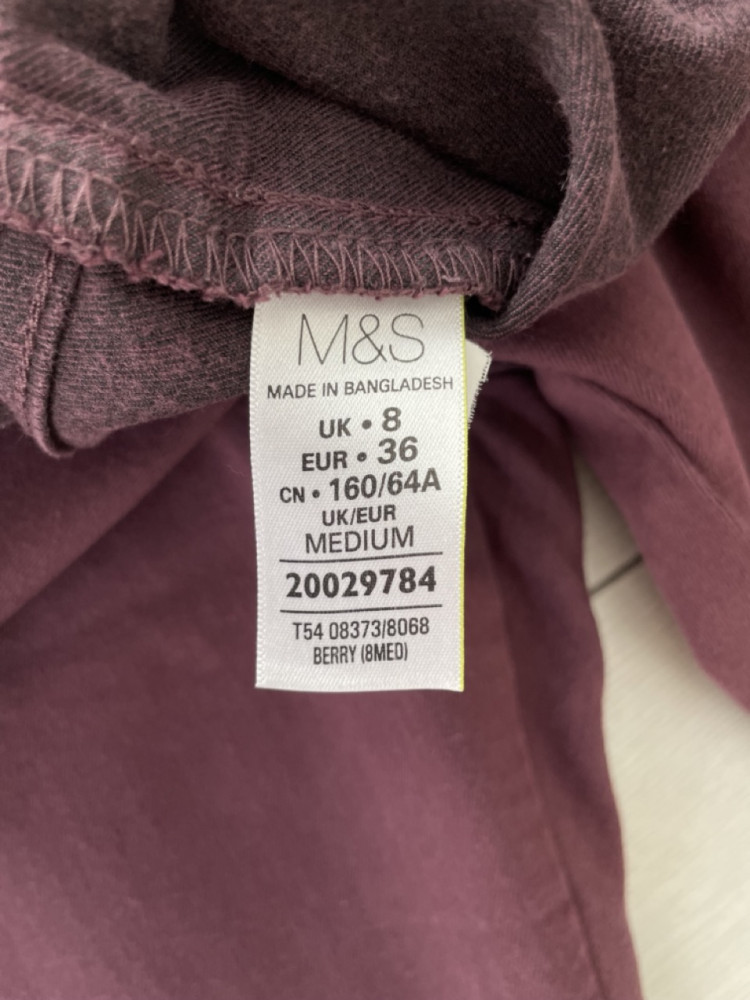 M&S
MADE IN BANGLADESH
UK • 8
EUR • 36
CN • 160/64A
UK/EUR
MEDIUM
20029784
T54 08373/8068
BERRY (8MED)